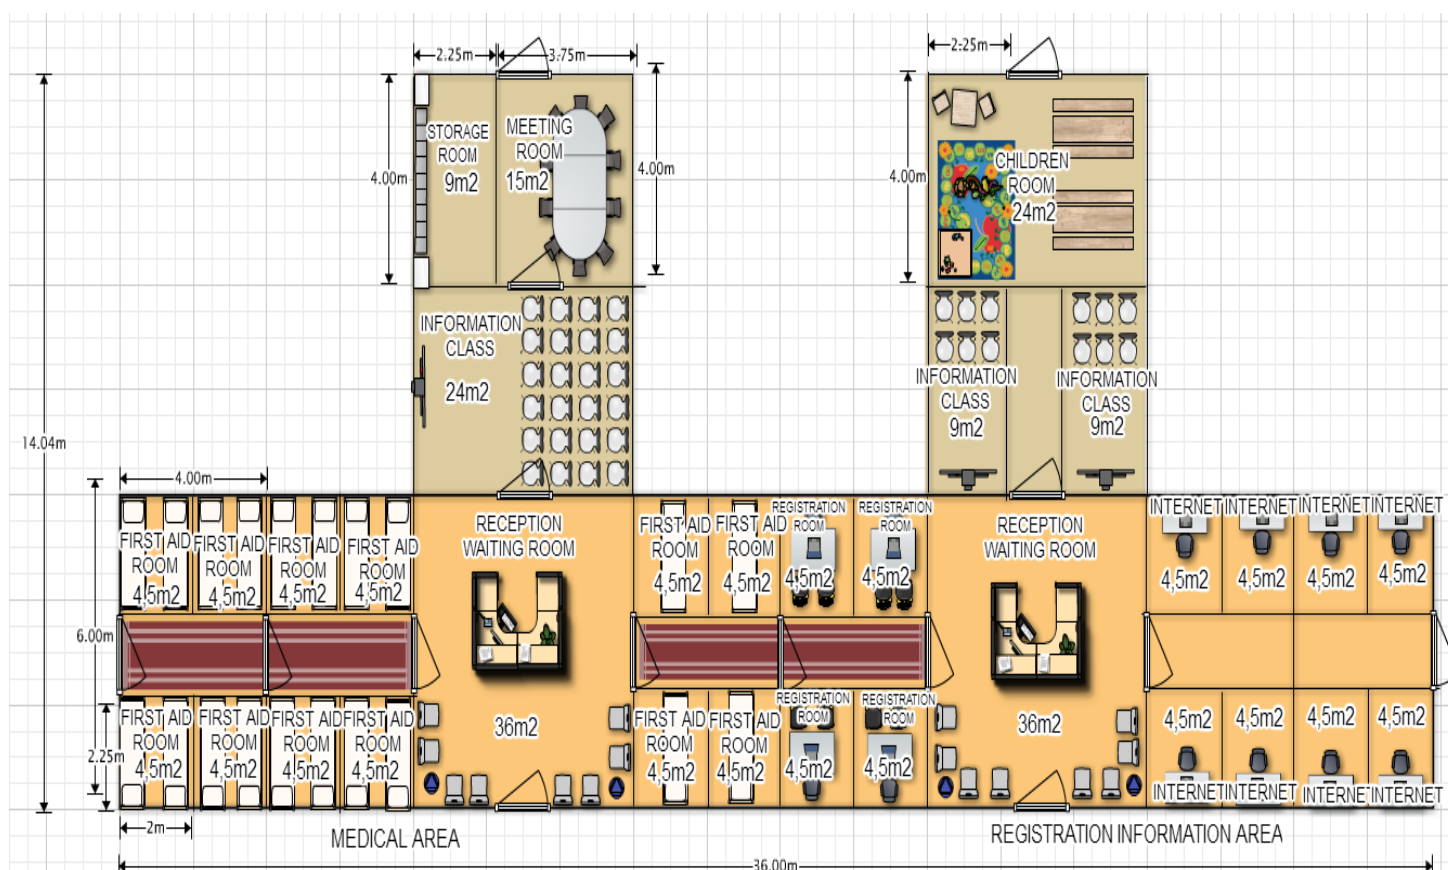 2.25m
3.75m
2.25m
STORAGE
ROOM
9m2
MEETING
ROOM
15m2
4.00m
4.00m
4.00m
CHILDREN
ROOM
24m2
INFORMATION
CLASS
24m2
INFORMATION
CLASS
9m2
INFORMATION
CLASS
9m2
14.04m
4.00m
FIRST AID
ROOM
4,5m2
FIRST AID
ROOM
4,5m2
FIRST AID
ROOM
4,5m2
FIRST AID
ROOM
4,5m2
RECEPTION
WAITING ROOM
FIRST AID
ROOM
4,5m2
FIRST AID
ROOM
4,5m2
REGISTRATION
ROOM
4,5m2
REGISTRATION
ROOM
4,5m2
RECEPTION
WAITING ROOM
INTERNET
4,5m2
INTERNET
4,5m2
INTERNET
4,5m2
INTERNET
4,5m2
6.00m
2.25m
FIRST AID
ROOM
4,5m2
FIRST AID
ROOM
4,5m2
FIRST AID
ROOM
4,5m2
FIRST AID
ROOM
4,5m2
36m2
FIRST AID
ROOM
4,5m2
FIRST AID
ROOM
4,5m2
REGISTRATION
ROOM
4,5m2
REGISTRATION
ROOM
4,5m2
36m2
4,5m2
INTERNET
4,5m2
INTERNET
4,5m2
INTERNET
4,5m2
INTERNET
2m
MEDICAL AREA
REGISTRATION INFORMATION AREA
36.00m